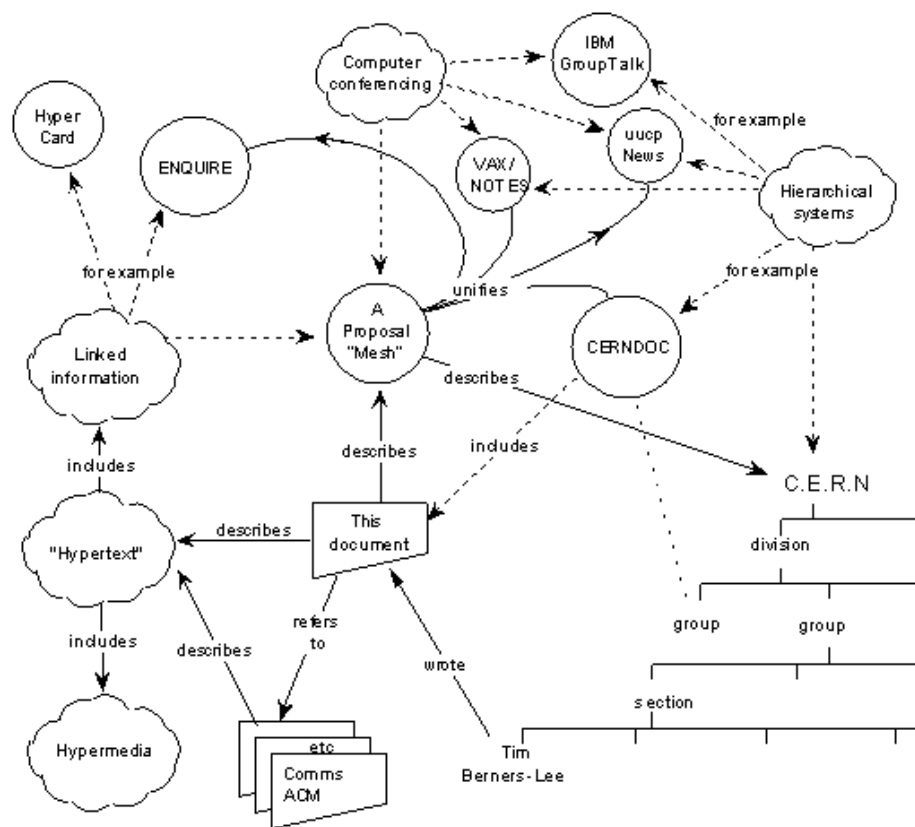 IBM
GroupTalk
Computer
conferencing
Hyper
Card
for example
uucp
News
ENQUIRE
VAX/
NOTES
Hierarchical
systems
for example
for example
unifies
A
Proposal
"Mesh"
Linked
information
CERNDOC
describes
includes
describes
includes
C.E.R.N
This
document
describes
"Hypertext"
division
refers
to
group
group
includes
describes
wrote
section
Hypermedia
etc
Tim
Berners-Lee
Comms
ACM